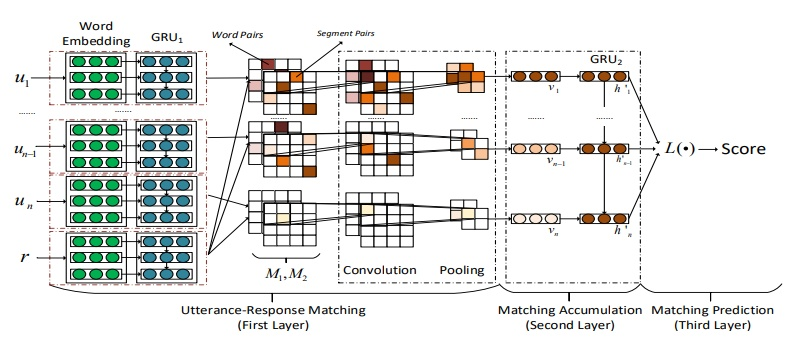 Word
Embedding
GRU1
Word Pairs
Segment Pairs
GRU2
u1
v1
h'1
......
......
......
......
......
......
un-1
vn-1
h'n-1
L(•)
Score
un
vn
h'n
r
M1, M2
Convolution
Pooling
Utterance-Response Matching
(First Layer)
Matching Accumulation
(Second Layer)
Matching Prediction
(Third Layer)